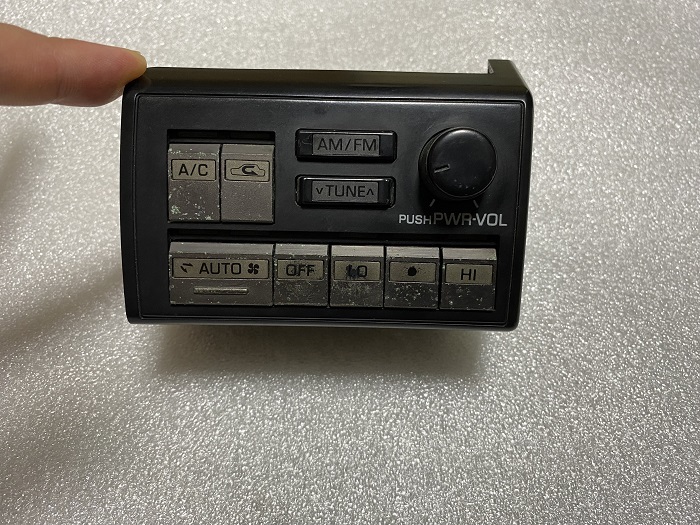 AM/FM
A/C
∨TUNE∧
PUSH PWR-VOL
AUTO OFF LO HI